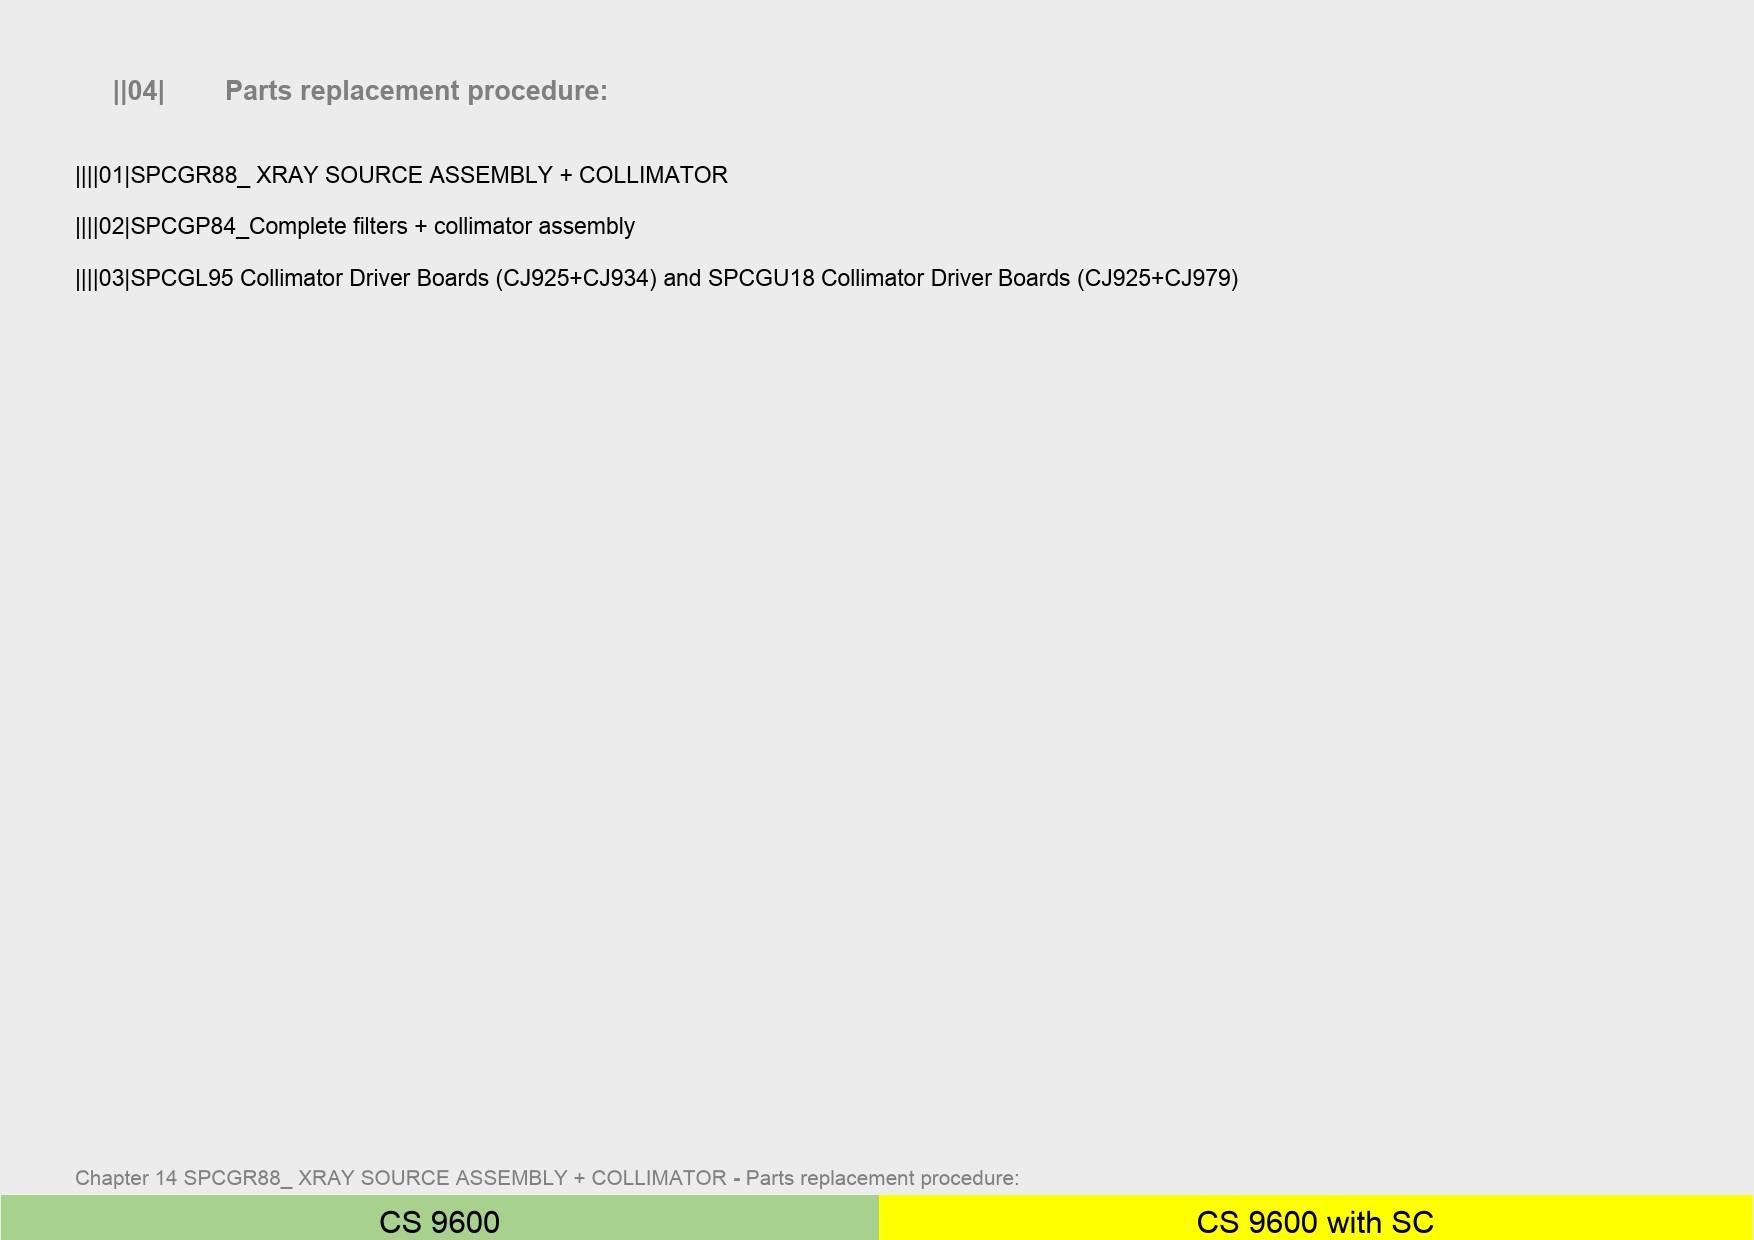 ||04| Parts replacement procedure:
||||01|SPCGR88_ XRAY SOURCE ASSEMBLY + COLLIMATOR
||||02|SPCGP84_Complete filters + collimator assembly
||||03|SPCGL95 Collimator Driver Boards (CJ925+CJ934) and SPCGU18 Collimator Driver Boards (CJ925+CJ979)
Chapter 14 SPCGR88_ XRAY SOURCE ASSEMBLY + COLLIMATOR - Parts replacement procedure:
CS 9600 CS 9600 with SC